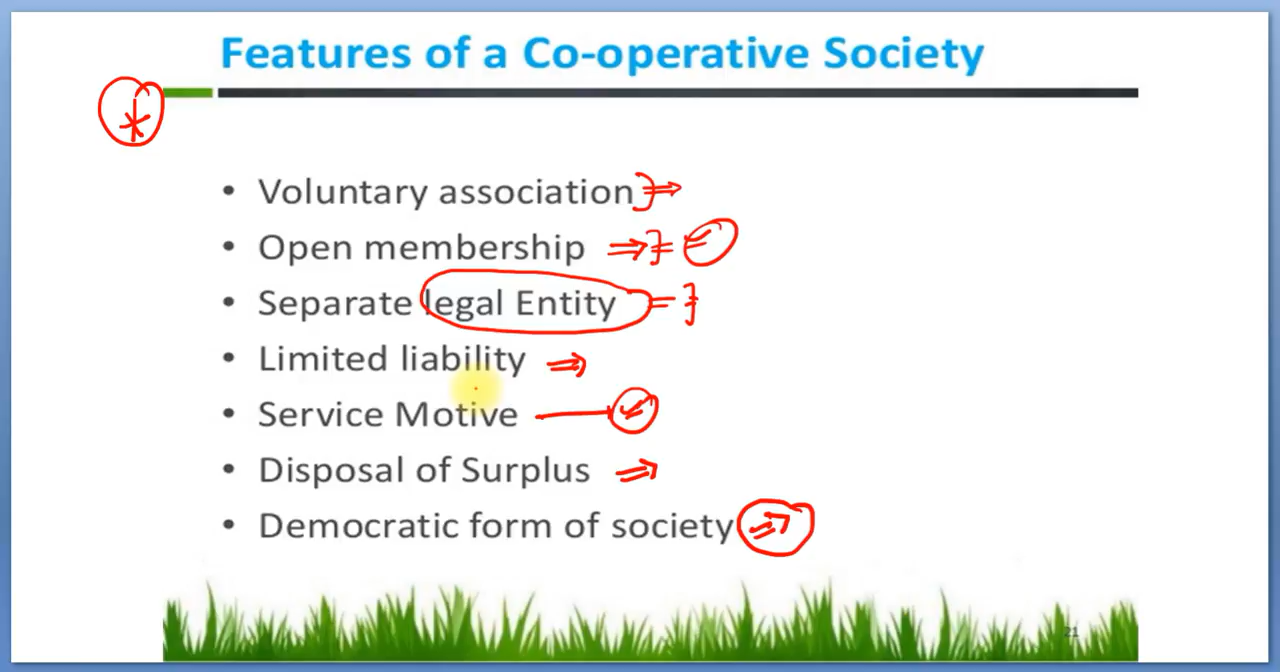 Features of a Co-operative Society
• Voluntary association
• Open membership
• Separate legal Entity
• Limited liability
• Service Motive
• Disposal of Surplus
• Democratic form of society
21